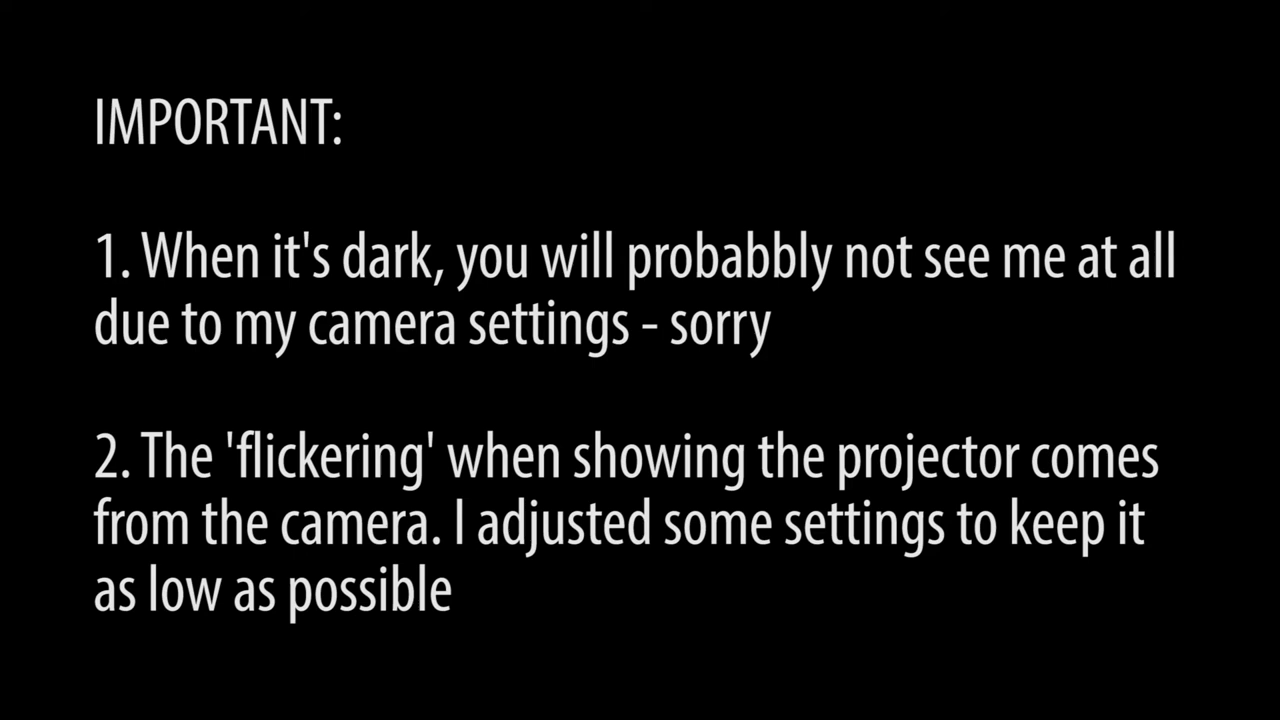 IMPORTANT:
1. When it's dark, you will probabbly not see me at all
due to my camera settings - sorry
2. The 'flickering' when showing the projector comes
from the camera. I adjusted some settings to keep it
as low as possible